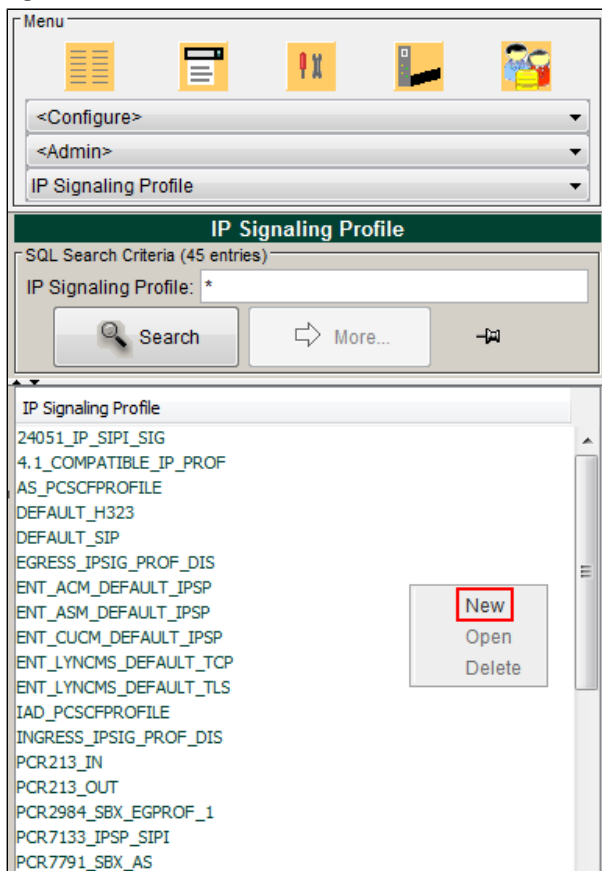 Menu
<Configure>
<Admin>
IP Signaling Profile
IP Signaling Profile
SQL Search Criteria (45 entries)
IP Signaling Profile: *
Search
More...
IP Signaling Profile
24051_IP_SIPI_SIG
4.1_COMPATIBLE_IP_PROF
AS_PCSCFPROFILE
DEFAULT_H323
DEFAULT_SIP
EGRESS_IPSIG_PROF_DIS
ENT_ACM_DEFAULT_IPSP
ENT_ASM_DEFAULT_IPSP
ENT_CUCM_DEFAULT_IPSP
ENT_LYNCMS_DEFAULT_TCP
ENT_LYNCMS_DEFAULT_TLS
IAD_PCSCFPROFILE
INGRESS_IPSIG_PROF_DIS
PCR213_IN
PCR213_OUT
PCR2984_SBX_EGPROF_1
PCR7133_IPSP_SIPI
PCR7791_SBX_AS
New
Open
Delete